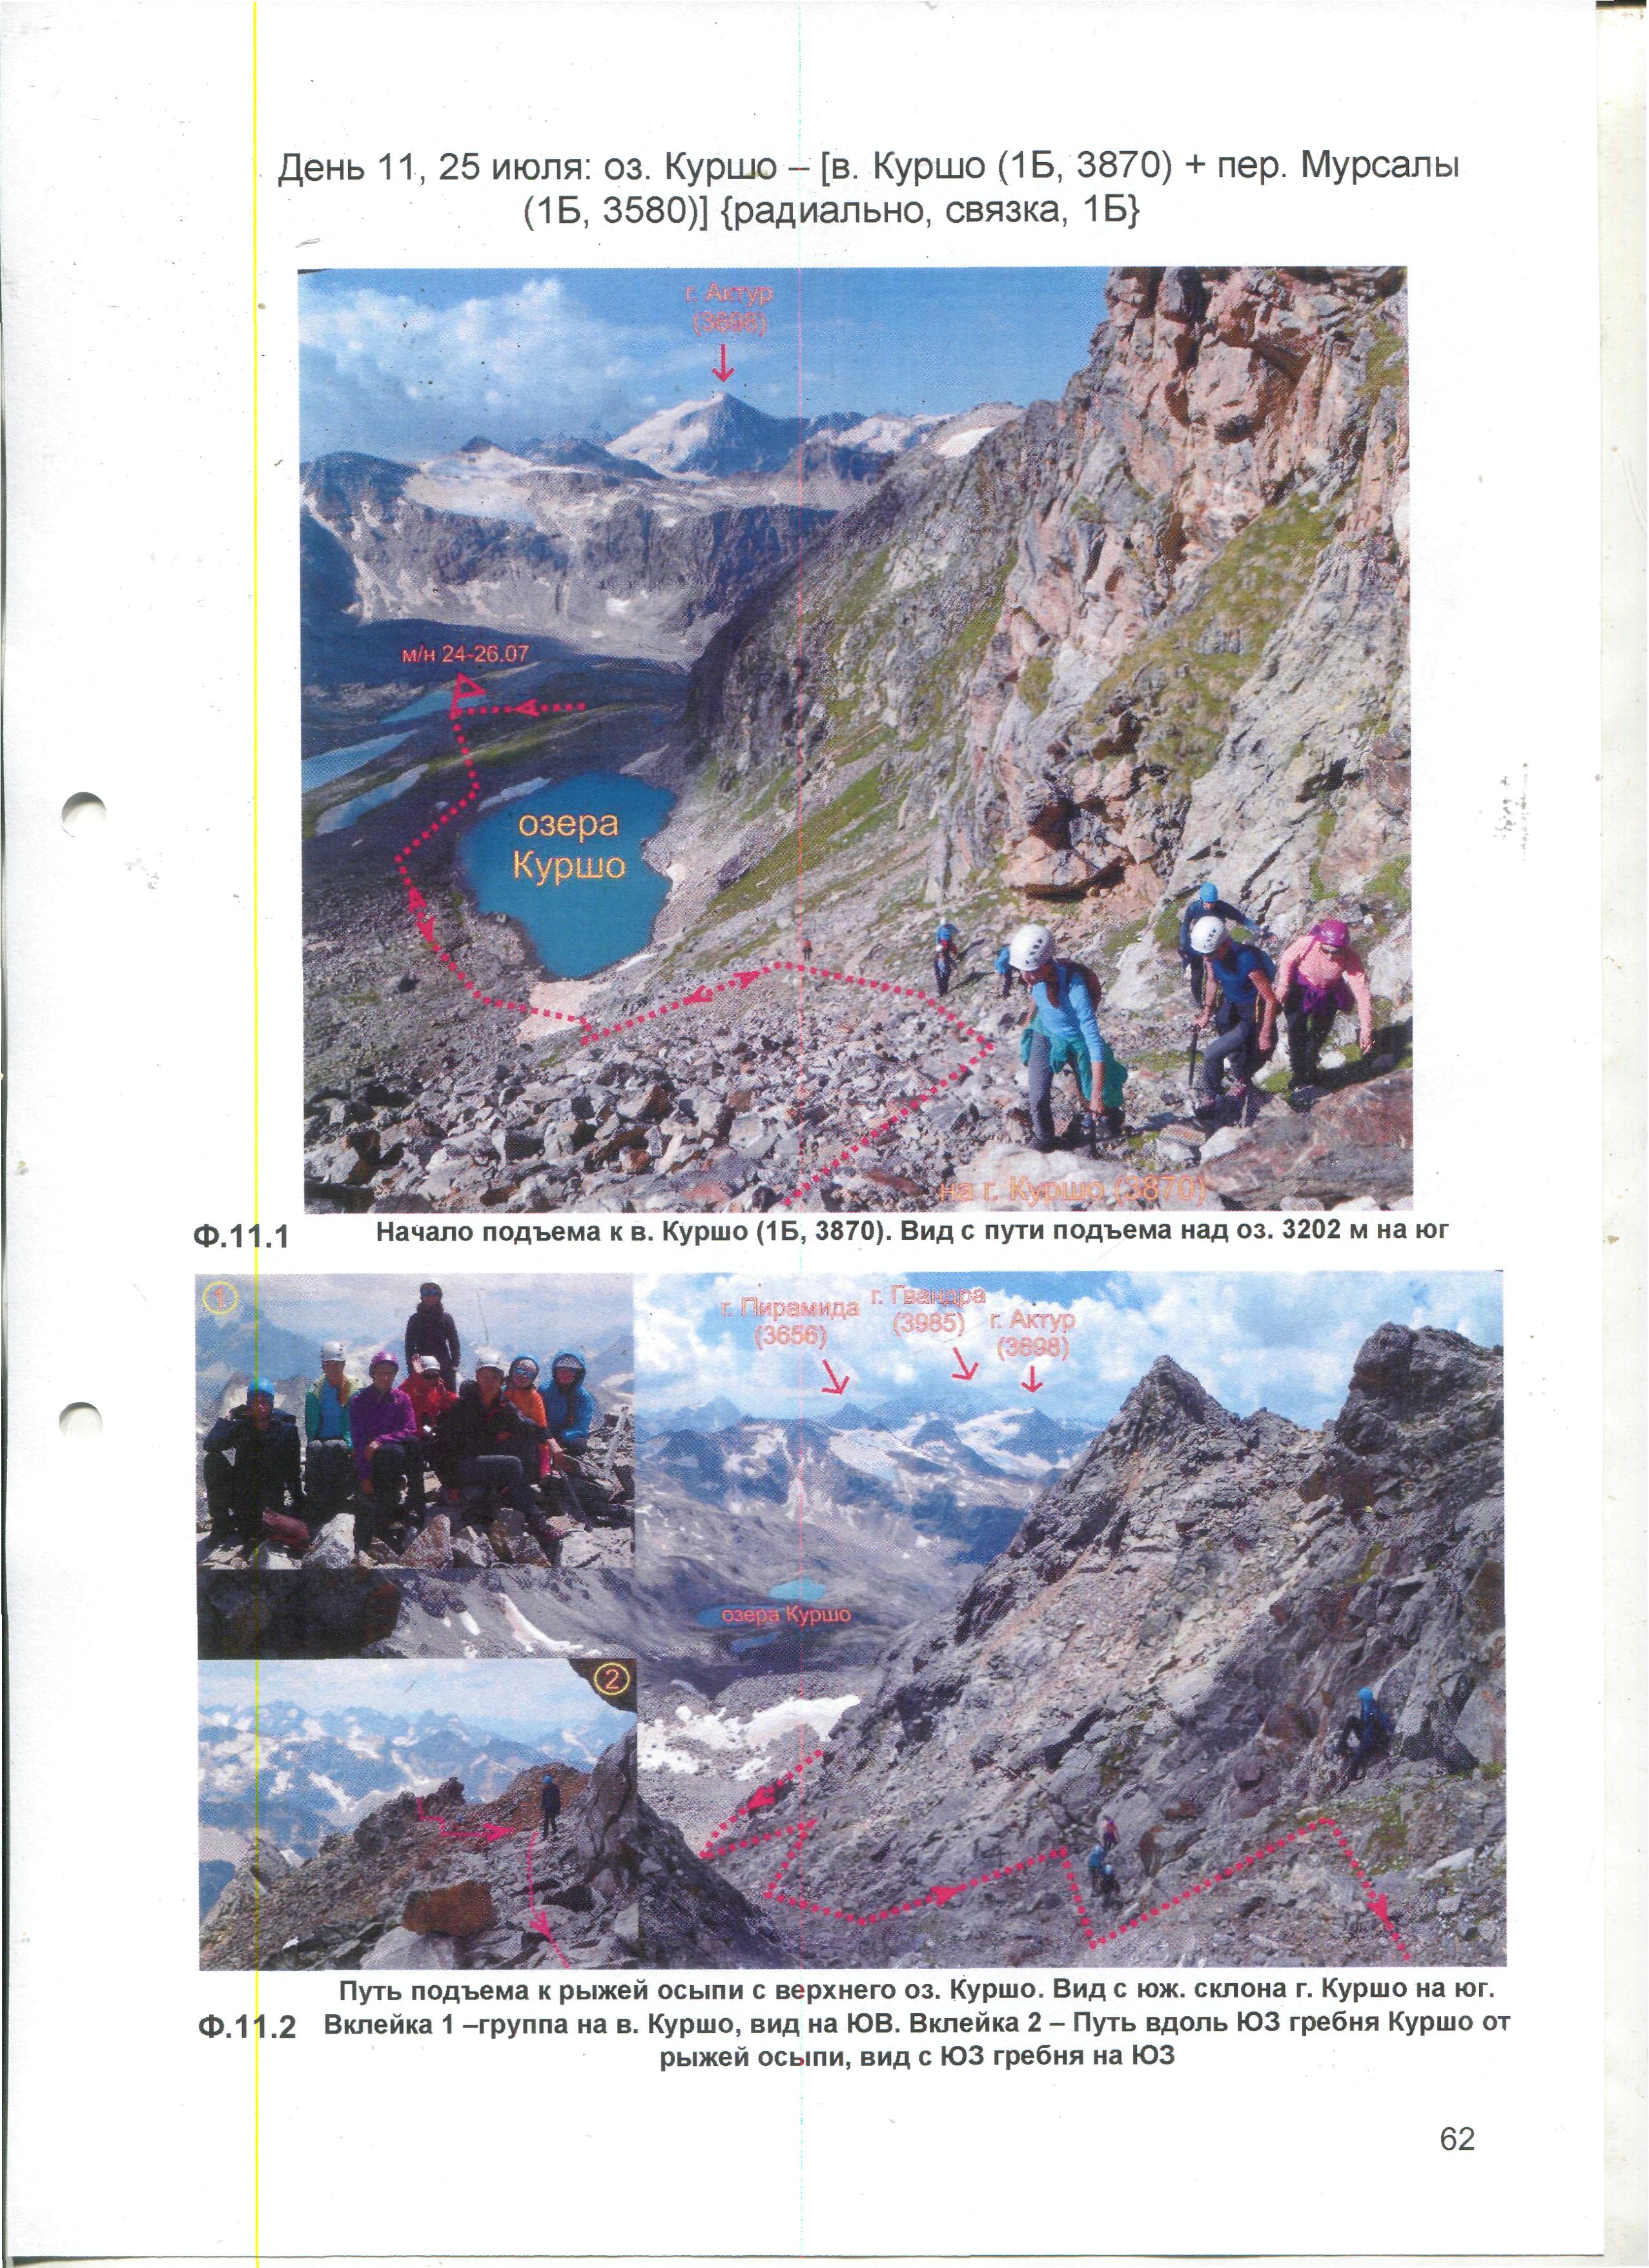 День 11, 25 июля: оз. Куршо – [в. Куршо (1Б, 3870) + пер. Мурсалы
(1Б, 3580)] {радиально, связка, 1Б}
г. Актур
(3698)
м/н 24-26.07
озера
Куршо
на г. Куршо (3870)
Ф.11.1 Начало подъема к в. Куршо (1Б, 3870). Вид с пути подъема над оз. 3202 м на юг
1
г. Пирамида
(3656)
г. Гвандра
(3985)
г. Актур
(3698)
озера Куршо
2
Путь подъема к рыжей осыпи с верхнего оз. Куршо. Вид с юж. склона г. Куршо на юг.
Ф.11.2 Вклейка 1 –группа на в. Куршо, вид на ЮВ. Вклейка 2 – Путь вдоль ЮЗ гребня Куршо от
рыжей осыпи, вид с ЮЗ гребня на ЮЗ
62